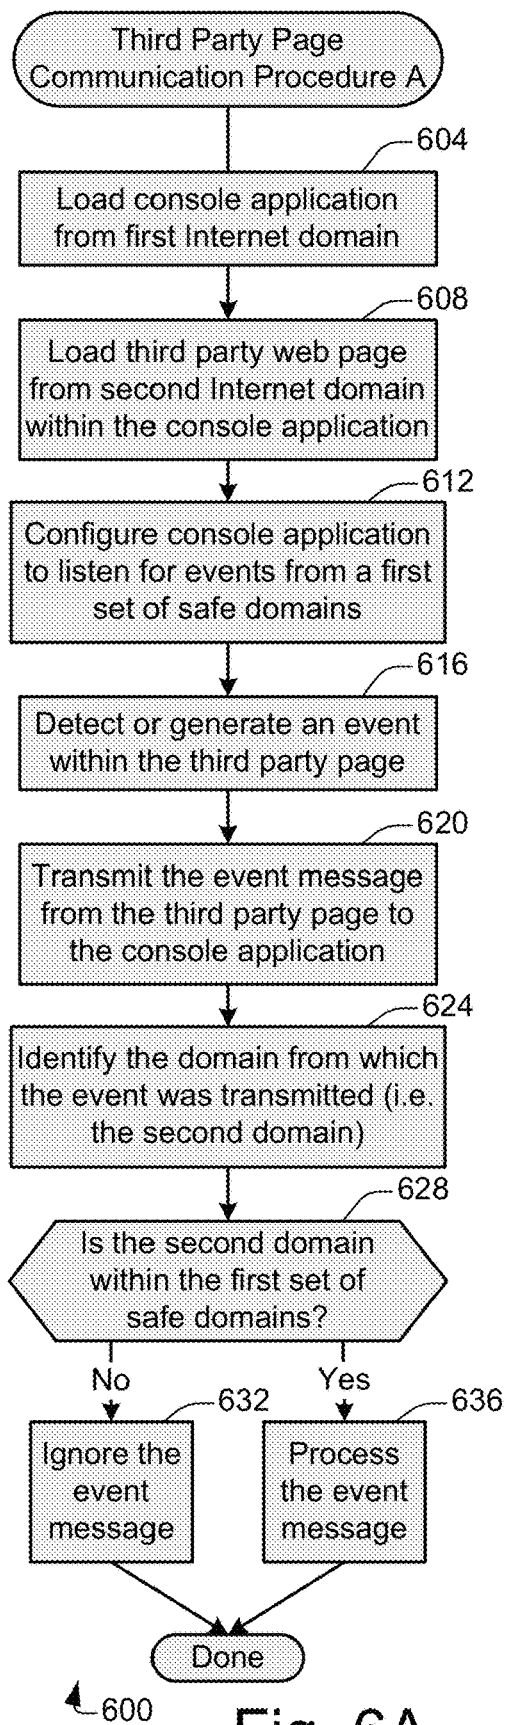 Third Party Page
Communication Procedure A
604
Load console application
from first Internet domain
608
Load third party web page
from second Internet domain
within the console application
612
Configure console application
to listen for events from a first
set of safe domains
616
Detect or generate an event
within the third party page
620
Transmit the event message
from the third party page to
the console application
624
Identify the domain from which
the event was transmitted (i.e.
the second domain)
628
Is the second domain
within the first set of
safe domains?
No
Yes
632
636
Ignore the
event
message
Process
the event
message
Done
600
Fig. 6A